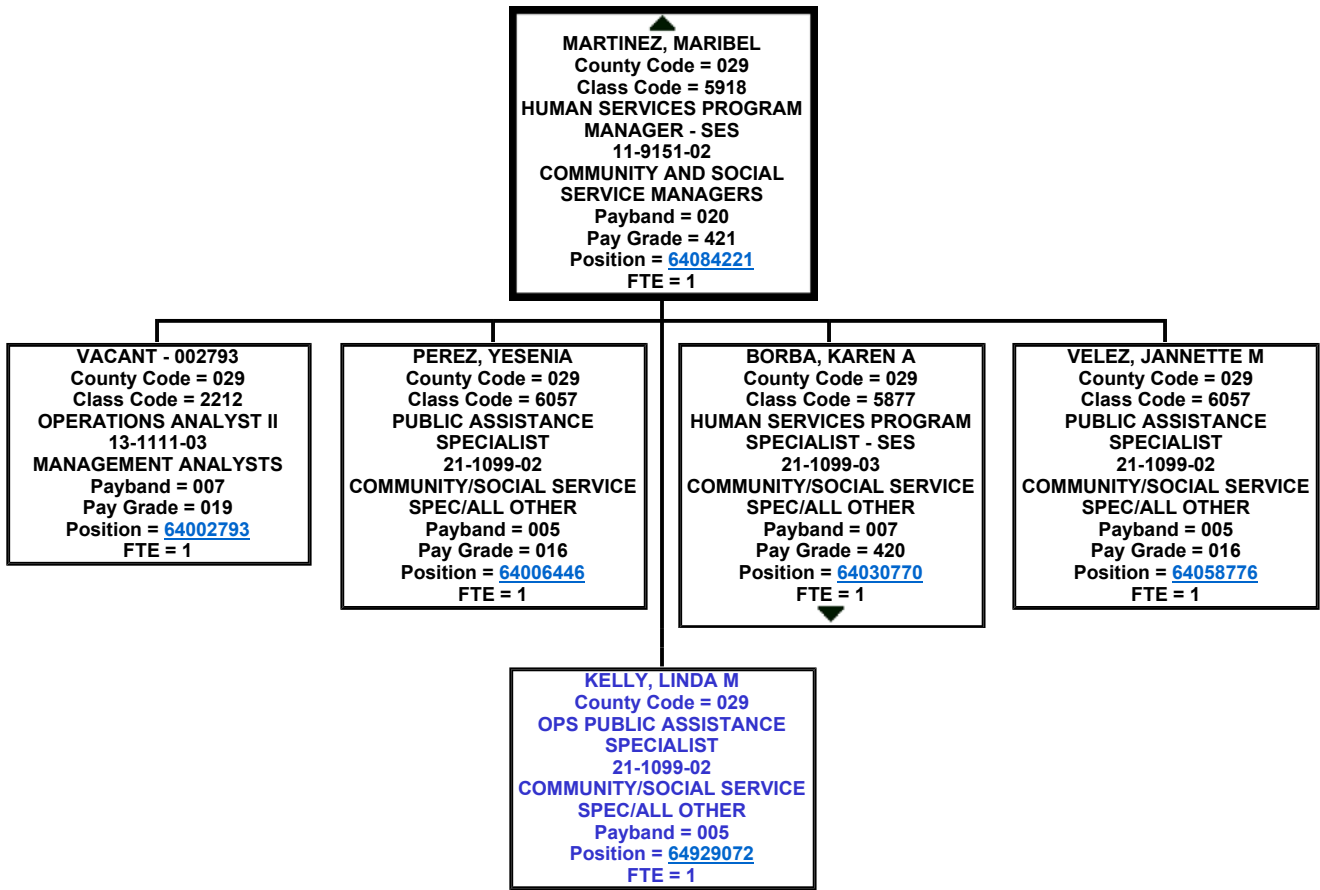 MARTINEZ, MARIBEL
County Code = 029
Class Code = 5918
HUMAN SERVICES PROGRAM
MANAGER - SES
11-9151-02
COMMUNITY AND SOCIAL
SERVICE MANAGERS
Payband = 020
Pay Grade = 421
Position = 64084221
FTE = 1
VACANT - 002793
County Code = 029
Class Code = 2212
OPERATIONS ANALYST II
13-1111-03
MANAGEMENT ANALYSTS
Payband = 007
Pay Grade = 019
Position = 64002793
FTE = 1
PEREZ, YESENIA
County Code = 029
Class Code = 6057
PUBLIC ASSISTANCE
SPECIALIST
21-1099-02
COMMUNITY/SOCIAL SERVICE
SPEC/ALL OTHER
Payband = 005
Pay Grade = 016
Position = 64006446
FTE = 1
BORBA, KAREN A
County Code = 029
Class Code = 5877
HUMAN SERVICES PROGRAM
SPECIALIST - SES
21-1099-03
COMMUNITY/SOCIAL SERVICE
SPEC/ALL OTHER
Payband = 007
Pay Grade = 420
Position = 64030770
FTE = 1
VELEZ, JANNETTE M
County Code = 029
Class Code = 6057
PUBLIC ASSISTANCE
SPECIALIST
21-1099-02
COMMUNITY/SOCIAL SERVICE
SPEC/ALL OTHER
Payband = 005
Pay Grade = 016
Position = 64058776
FTE = 1
KELLY, LINDA M
County Code = 029
OPS PUBLIC ASSISTANCE
SPECIALIST
21-1099-02
COMMUNITY/SOCIAL SERVICE
SPEC/ALL OTHER
Payband = 005
Position = 64929072
FTE = 1